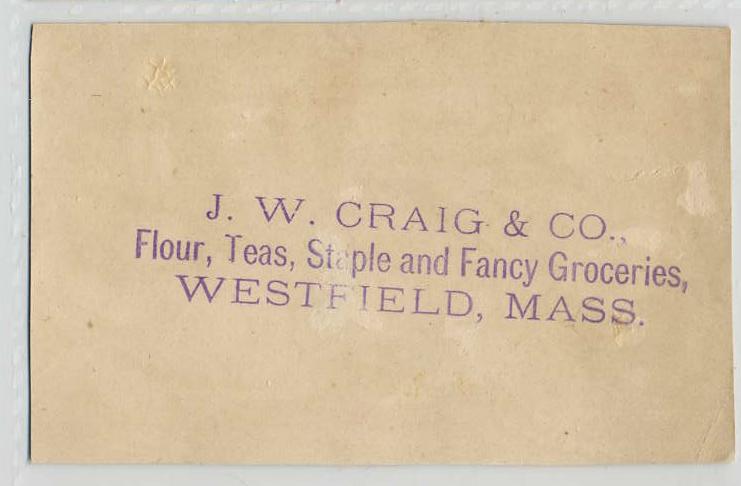 J. W. CRAIG & CO.,
Flour, Teas, Staple and Fancy Groceries,
WESTFIELD, MASS.